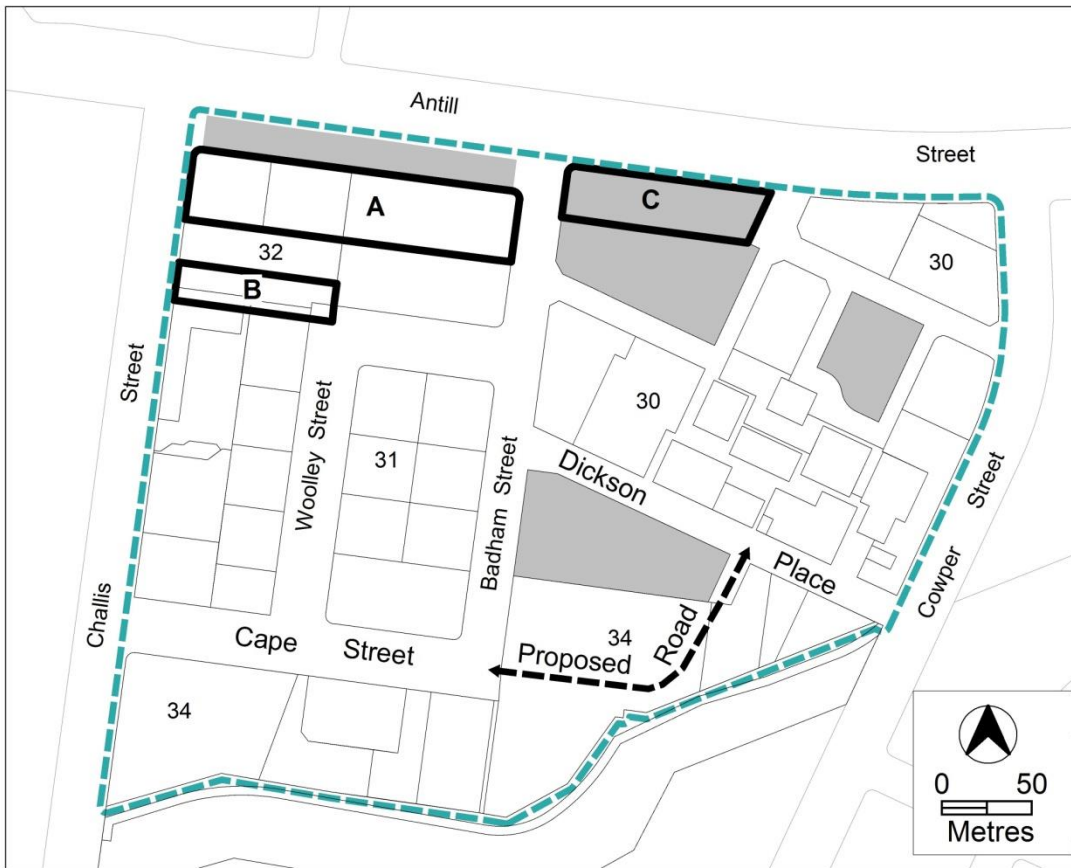 Antill
Street
A
C
32
30
B
Street
30
Woolley Street
31
Badham Street
Dickson
Street
Place
Cowper
Challis
Cape Street
34
Proposed
Road
34
0 50
Metres